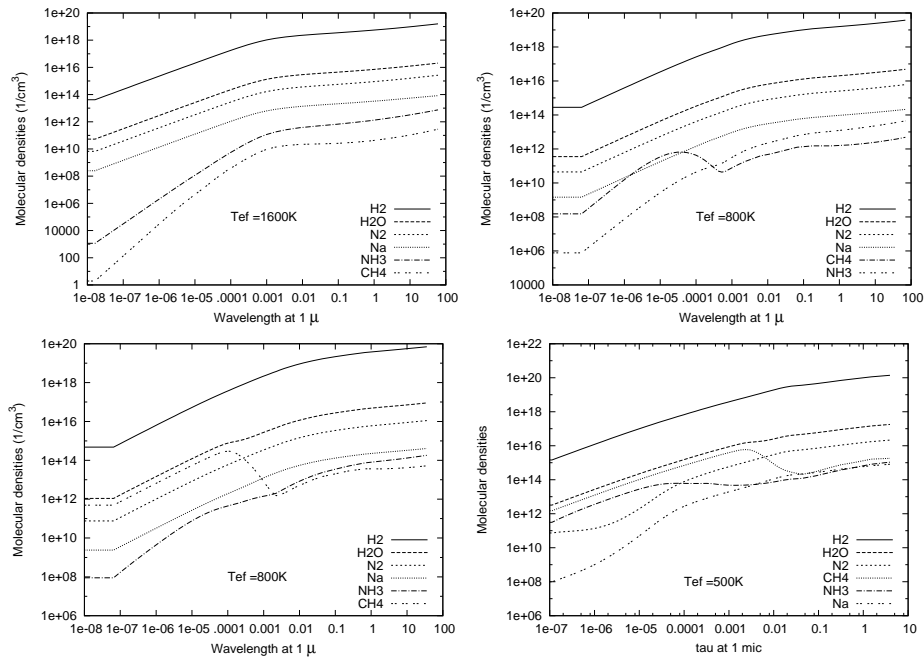 Molecular densities (1/cm³)
1e+20
1e+18
1e+16
1e+14
1e+12
1e+10
1e+08
1e+06
10000
100
1
1e-08 1e-07 1e-05 .0001 0.001 0.01 0.1 1 10 100
Wavelength at 1 μ
Tef =1600K
H2
H2O
N2
Na
NH3
CH4
Molecular densities (1/cm³)
1e+20
1e+18
1e+16
1e+14
1e+12
1e+10
1e+08
1e+06
10000
1e-08 1e-07 1e-05 .0001 0.001 0.01 0.1 1 10 100
Wavelength at 1 μ
Tef =800K
H2
H2O
N2
Na
CH4
NH3
Molecular densities (1/cm³)
1e+20
1e+18
1e+16
1e+14
1e+12
1e+10
1e+08
1e+06
1e-08 1e-07 1e-05 .0001 0.001 0.01 0.1 1 10 100
Wavelength at 1 μ
Tef =800K
H2
H2O
N2
Na
NH3
CH4
Molecular densities
1e+22
1e+20
1e+18
1e+16
1e+14
1e+12
1e+10
1e+08
1e+06
1e-07 1e-06 1e-05 0.0001 0.001 0.01 0.1 1 10
tau at 1 mic
Tef =500K
H2
H2O
N2
CH4
NH3
Na